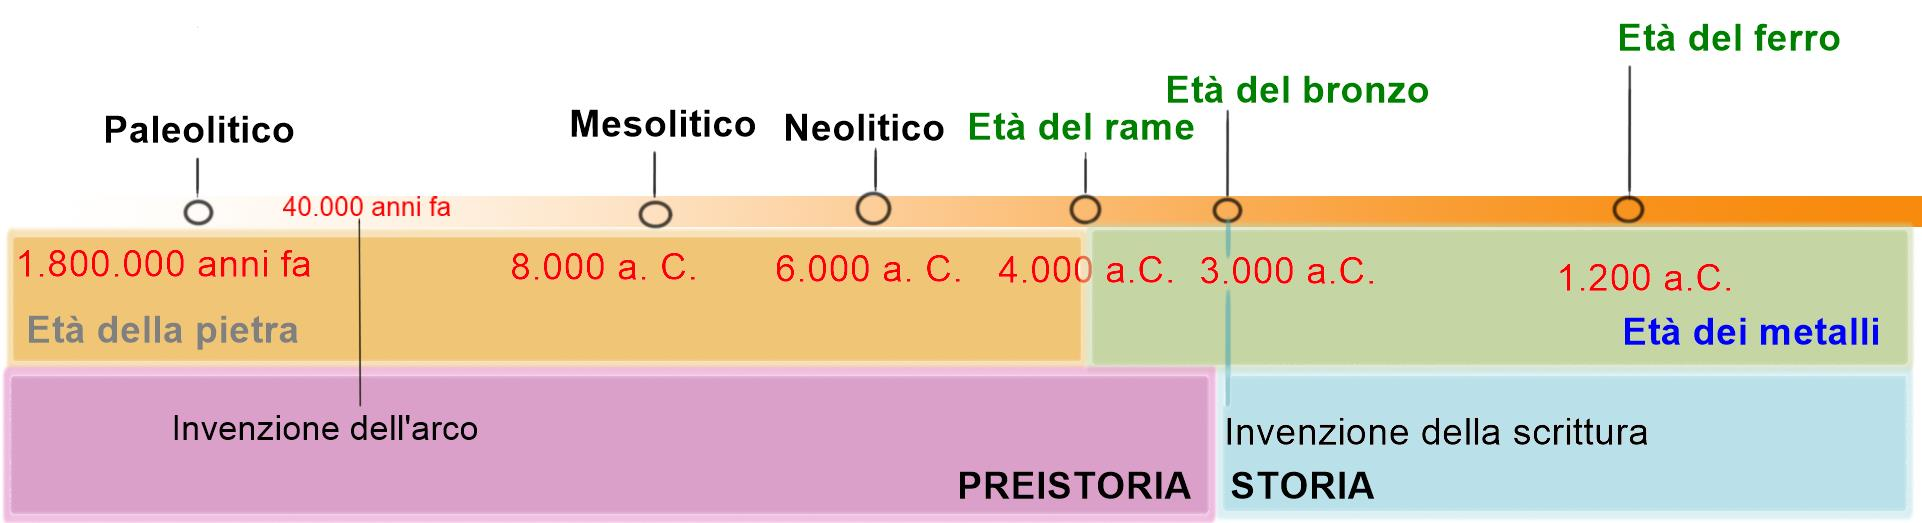 Età del ferro
Età del bronzo
Paleolitico
Mesolitico
Neolitico
Età del rame
40.000 anni fa
1.800.000 anni fa
8.000 a. C.
6.000 a. C.
4.000 a.C.
3.000 a.C.
1.200 a.C.
Età della pietra
Età dei metalli
Invenzione dell'arco
Invenzione della scrittura
PREISTORIA
STORIA